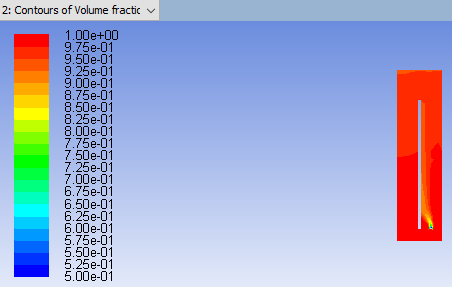 2: Contours of Volume fractic
1.00e+00
9.75e-01
9.50e-01
9.25e-01
9.00e-01
8.75e-01
8.50e-01
8.25e-01
8.00e-01
7.75e-01
7.50e-01
7.25e-01
7.00e-01
6.75e-01
6.50e-01
6.25e-01
6.00e-01
5.75e-01
5.50e-01
5.25e-01
5.00e-01